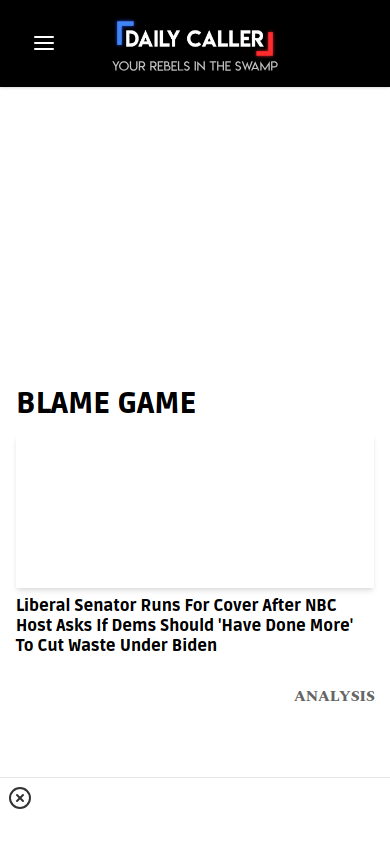 DAILY CALLER
YOUR REBELS IN THE SWAMP
BLAME GAME
Liberal Senator Runs For Cover After NBC
Host Asks If Dems Should 'Have Done More'
To Cut Waste Under Biden
ANALYSIS